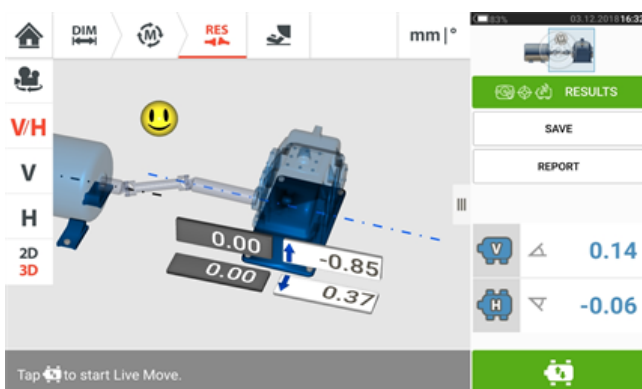 83% 03.12.2018 16:32
DIM
M
RES
mm|°
RESULTS
V/H
SAVE
V
REPORT
H
2D
3D
0.00 -0.85
0.00 0.37
V 0.14
H -0.06
Tap to start Live Move.